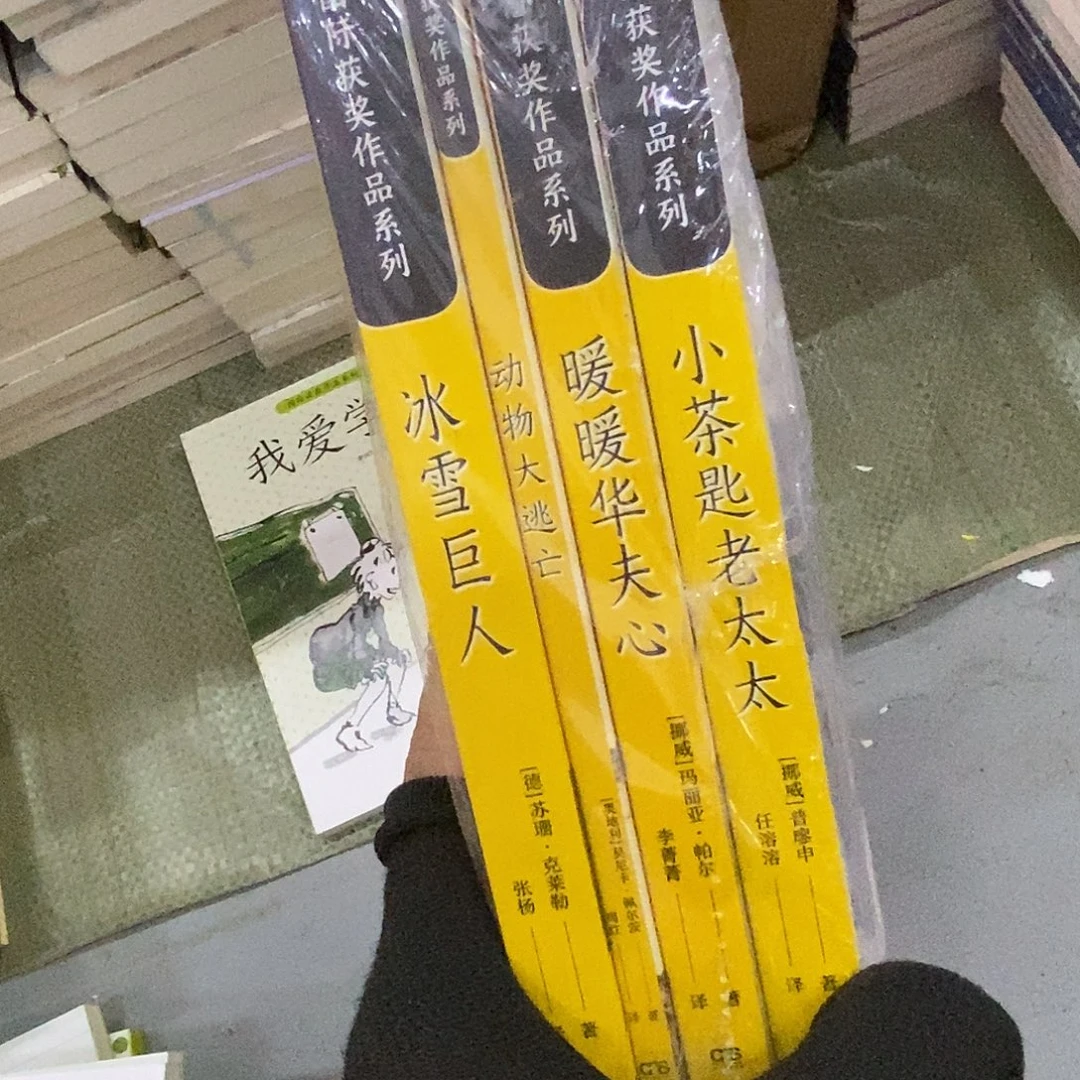 际获奖作品系列
冰雪巨人
[德]苏珊·克莱勒
著
张杨
获奖作品系列
动物大逃亡
译 著
获奖作品系列
暖暖华夫心
[挪威]玛丽亚·帕尔
著
李菁菁
译
获奖作品系列
小茶匙老太太
[挪威]普廖申
著
任溶溶
译
我爱学